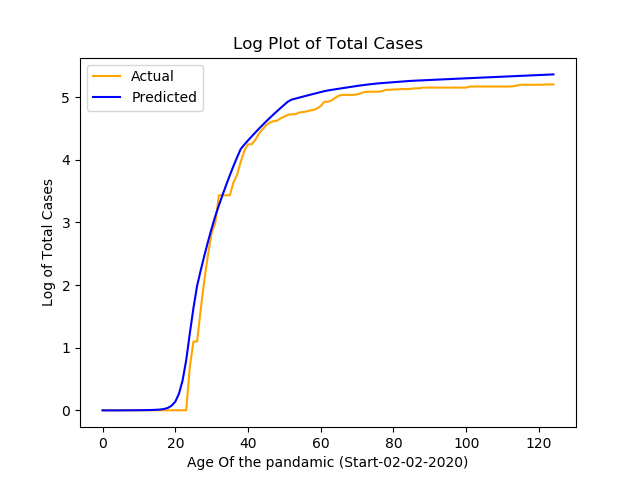 Log Plot of Total Cases
Actual
Predicted
Log of Total Cases
5
4
3
2
1
0
0 20 40 60 80 100 120
Age Of the pandamic (Start-02-02-2020)